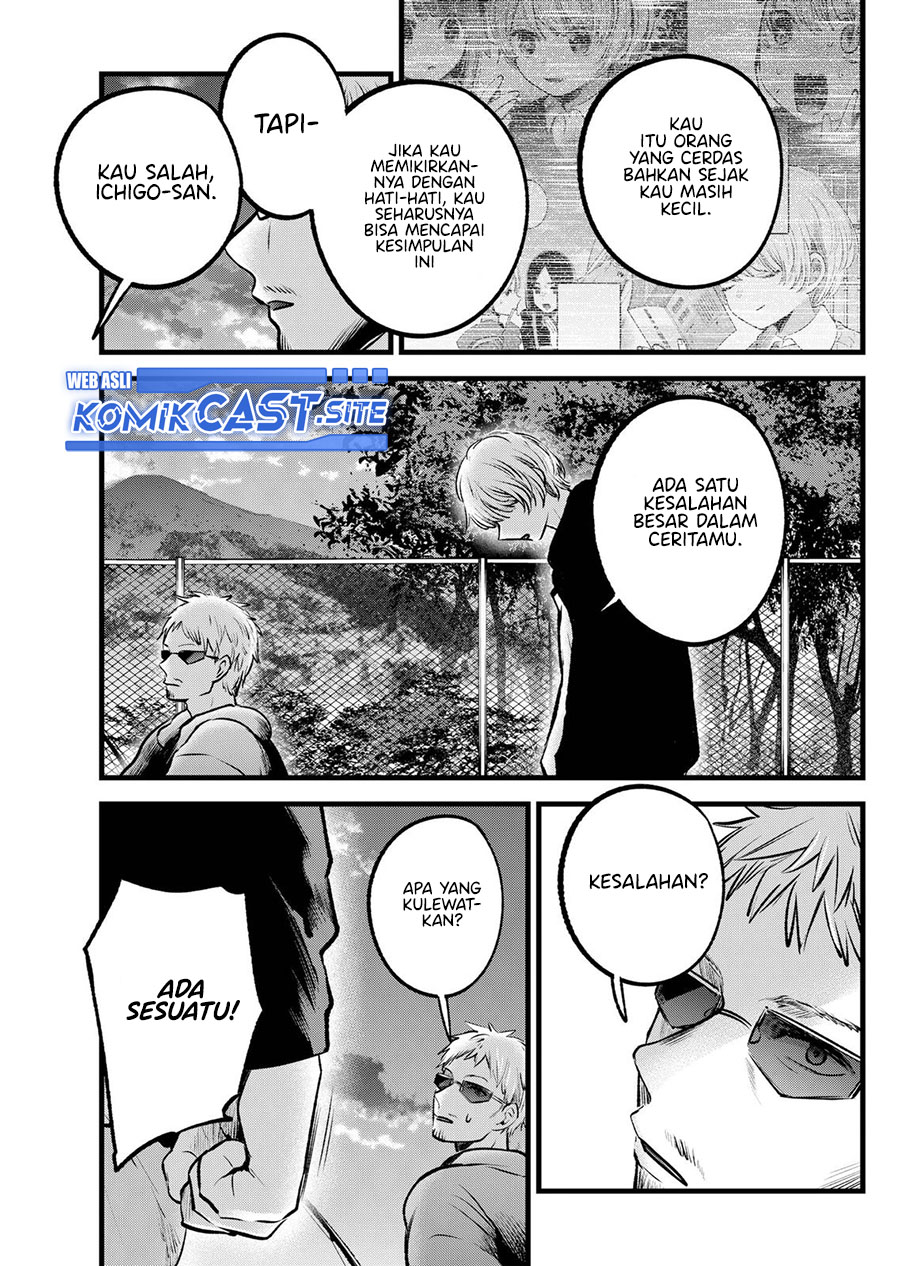 KAU
ITU ORANG
YANG CERDAS
BAHKAN SEJAK
KAU MASIH
KECIL.
JIKA KAU
MEMIKIRKAN-
NYA DENGAN
HATI-HATI, KAU
SEHARUSNYA
BISA MENCAPAI
KESIMPULAN
INI
TAPI-
KAU SALAH,
ICHIGO-SAN.
WEB ASLI
KOMIKCAST.SITE
ADA SATU
KESALAHAN
BESAR DALAM
CERITAMU.
KESALAHAN?
APA YANG
KULEWAT-
KAN?
ADA
SESUATU!